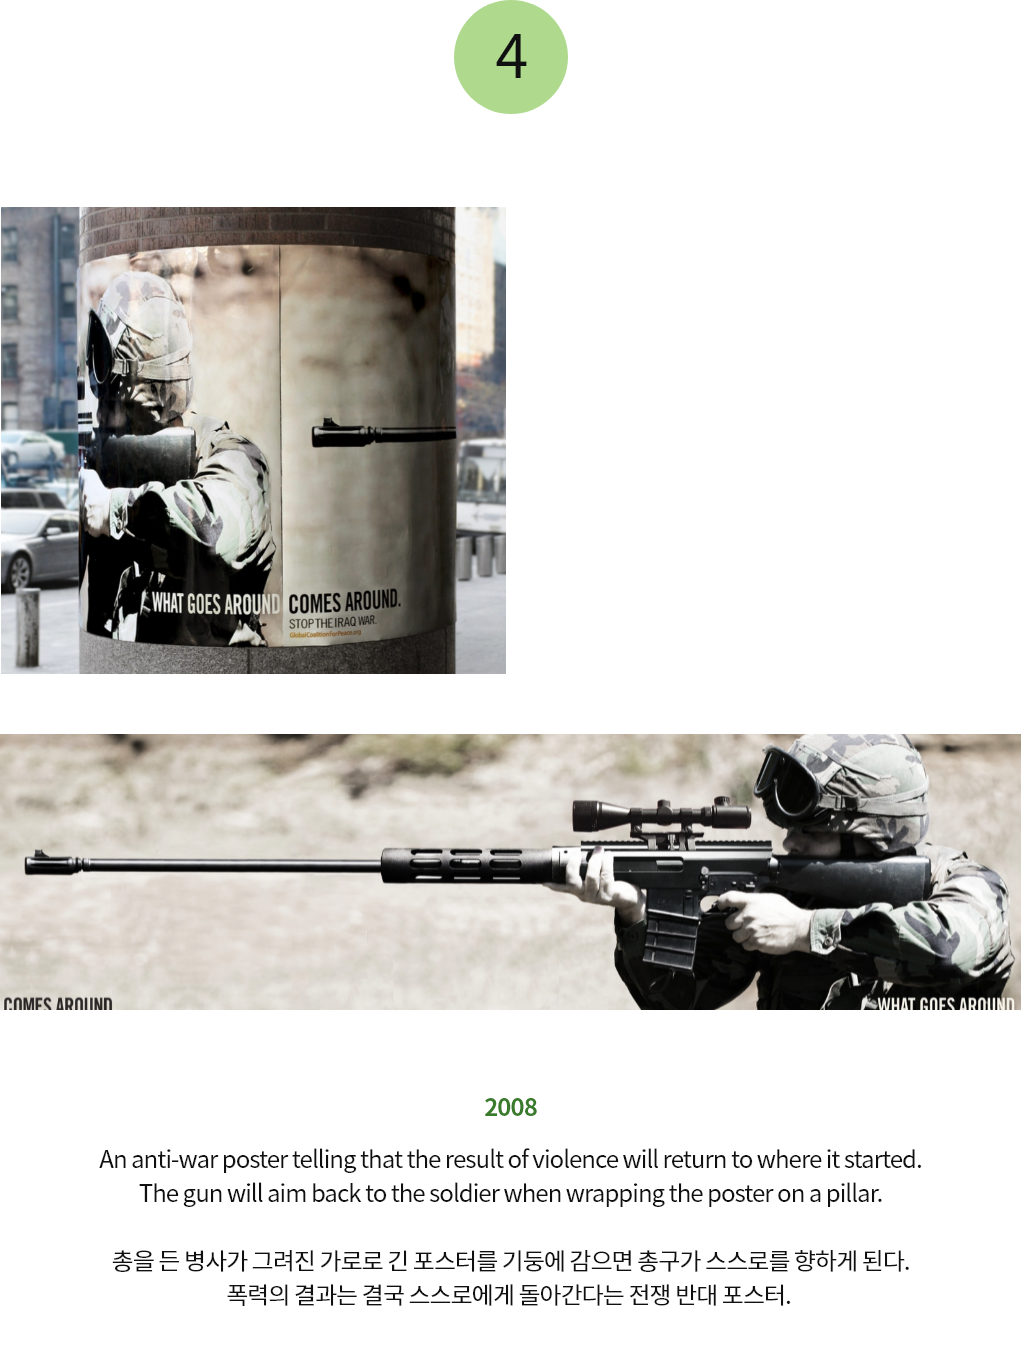 4
WHAT GOES AROUND COMES AROUND.
STOP THE IRAQ WAR.
GlobalCoalitionForPeace.org
COMES AROUND
WHAT GOES AROUND
2008
An anti-war poster telling that the result of violence will return to where it started.
The gun will aim back to the soldier when wrapping the poster on a pillar.
총을 든 병사가 그려진 가로로 긴 포스터를 기둥에 감으면 총구가 스스로를 향하게 된다.
폭력의 결과는 결국 스스로에게 돌아간다는 전쟁 반대 포스터.